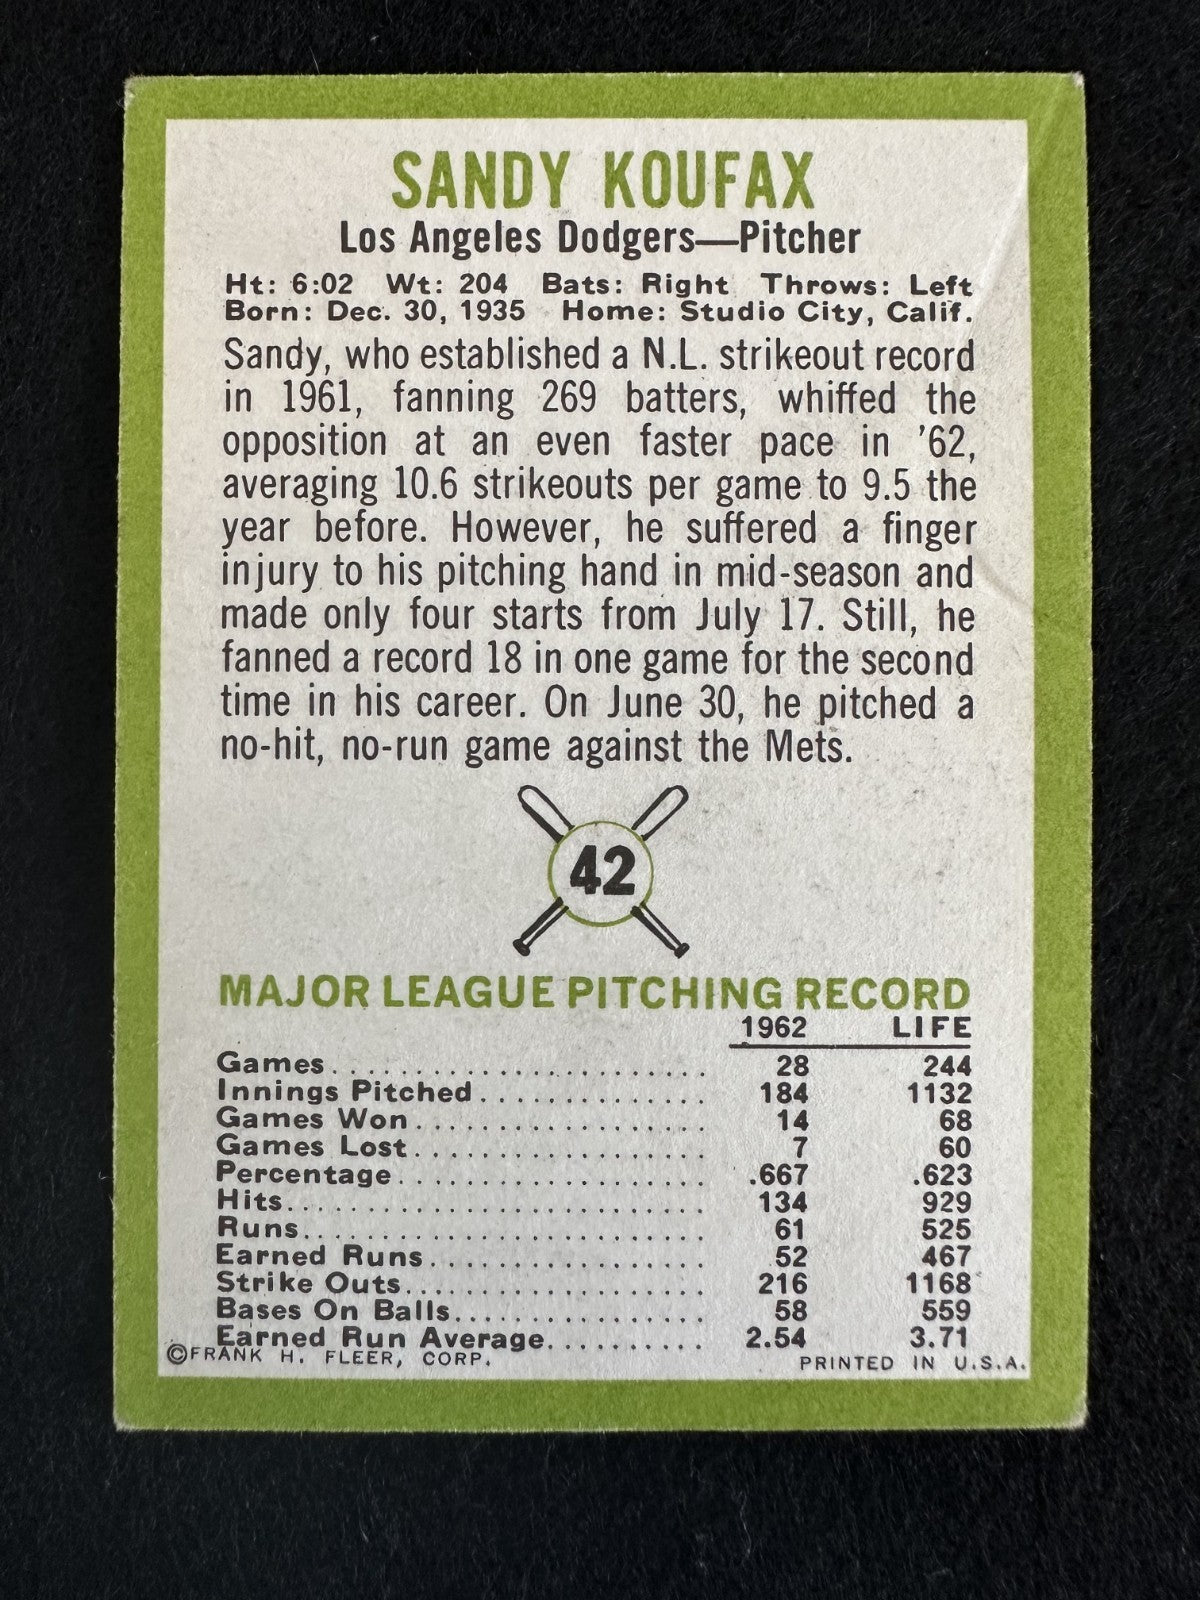 SANDY KOUFAX
Los Angeles Dodgers—Pitcher
Ht: 6:02 Wt: 204 Bats: Right Throws: Left
Born: Dec. 30, 1935 Home: Studio City, Calif.
Sandy, who established a N.L. strikeout record
in 1961, fanning 269 batters, whiffed the
opposition at an even faster pace in '62,
averaging 10.6 strikeouts per game to 9.5 the
year before. However, he suffered a finger
injury to his pitching hand in mid-season and
made only four starts from July 17. Still, he
fanned a record 18 in one game for the second
time in his career. On June 30, he pitched a
no-hit, no-run game against the Mets.
42
MAJOR LEAGUE PITCHING RECORD
1962 LIFE
Games 28 244
Innings Pitched 184 1132
Games Won 14 68
Games Lost 7 60
Percentage .667 .623
Hits 134 929
Runs 61 525
Earned Runs 52 467
Strike Outs 216 1168
Bases On Balls 58 559
Earned Run Average 2.54 3.71
©FRANK H. FLEER, CORP. PRINTED IN U.S.A.